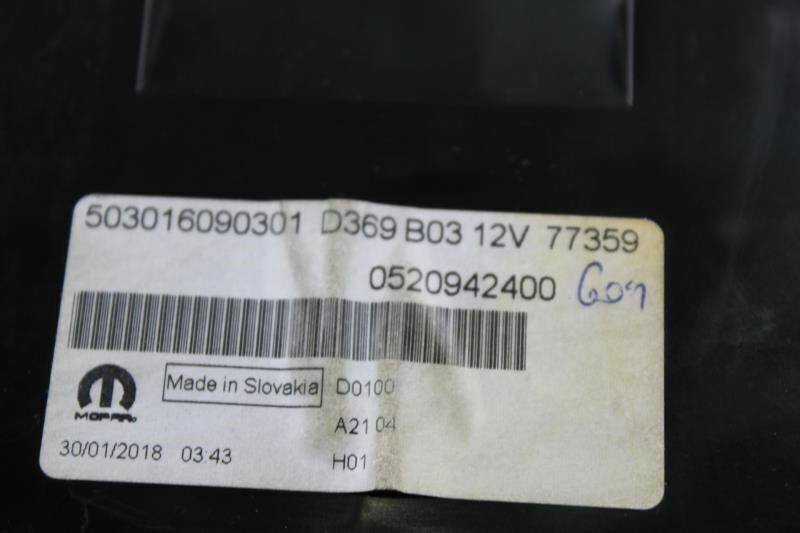 503016090301 D369 B03 12V 77359
0520942400
Made in Slovakia D0100
MOPAR
A21 04
30/01/2018 03:43
H01